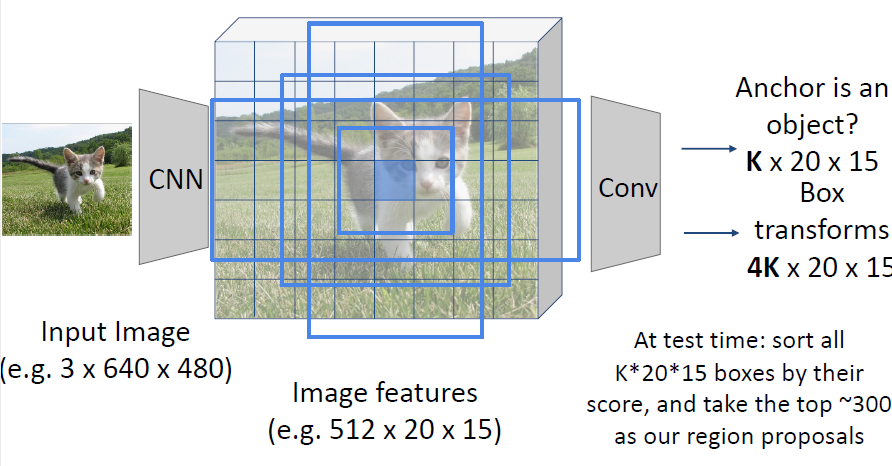 CNN
Input Image
(e.g. 3 x 640 x 480)
Image features
(e.g. 512 x 20 x 15)
Conv
Anchor is an
object?
K x 20 x 15
Box
transforms
4K x 20 x 15
At test time: sort all
K*20*15 boxes by their
score, and take the top ~300
as our region proposals